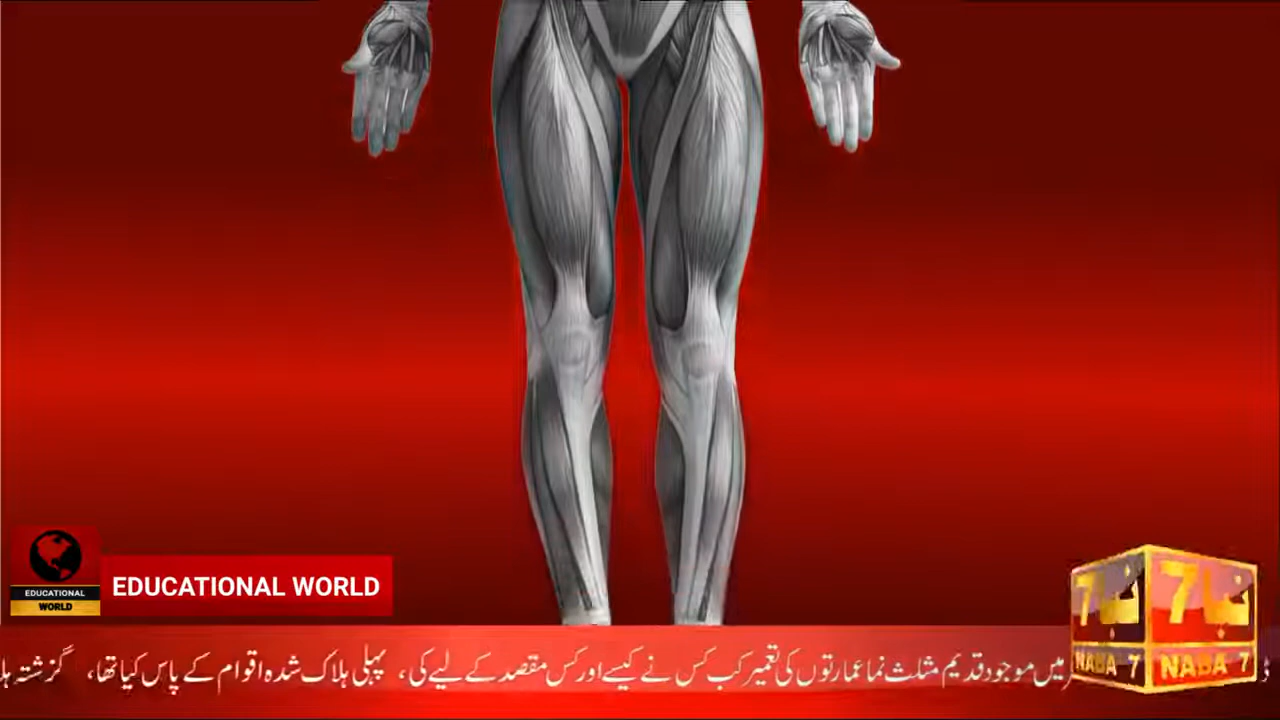 EDUCATIONAL
WORLD
EDUCATIONAL WORLD
نبا 7
نبا 7
NABA 7
NABA 7
میں موجود قدیم مثلث نما عمارتوں کی تعمیر کب کس نے کیسے اور کس مقصد کے لیے کی، پہلی ہلاک شدہ اقوام کے پاس کیا تھا، گزشتہ